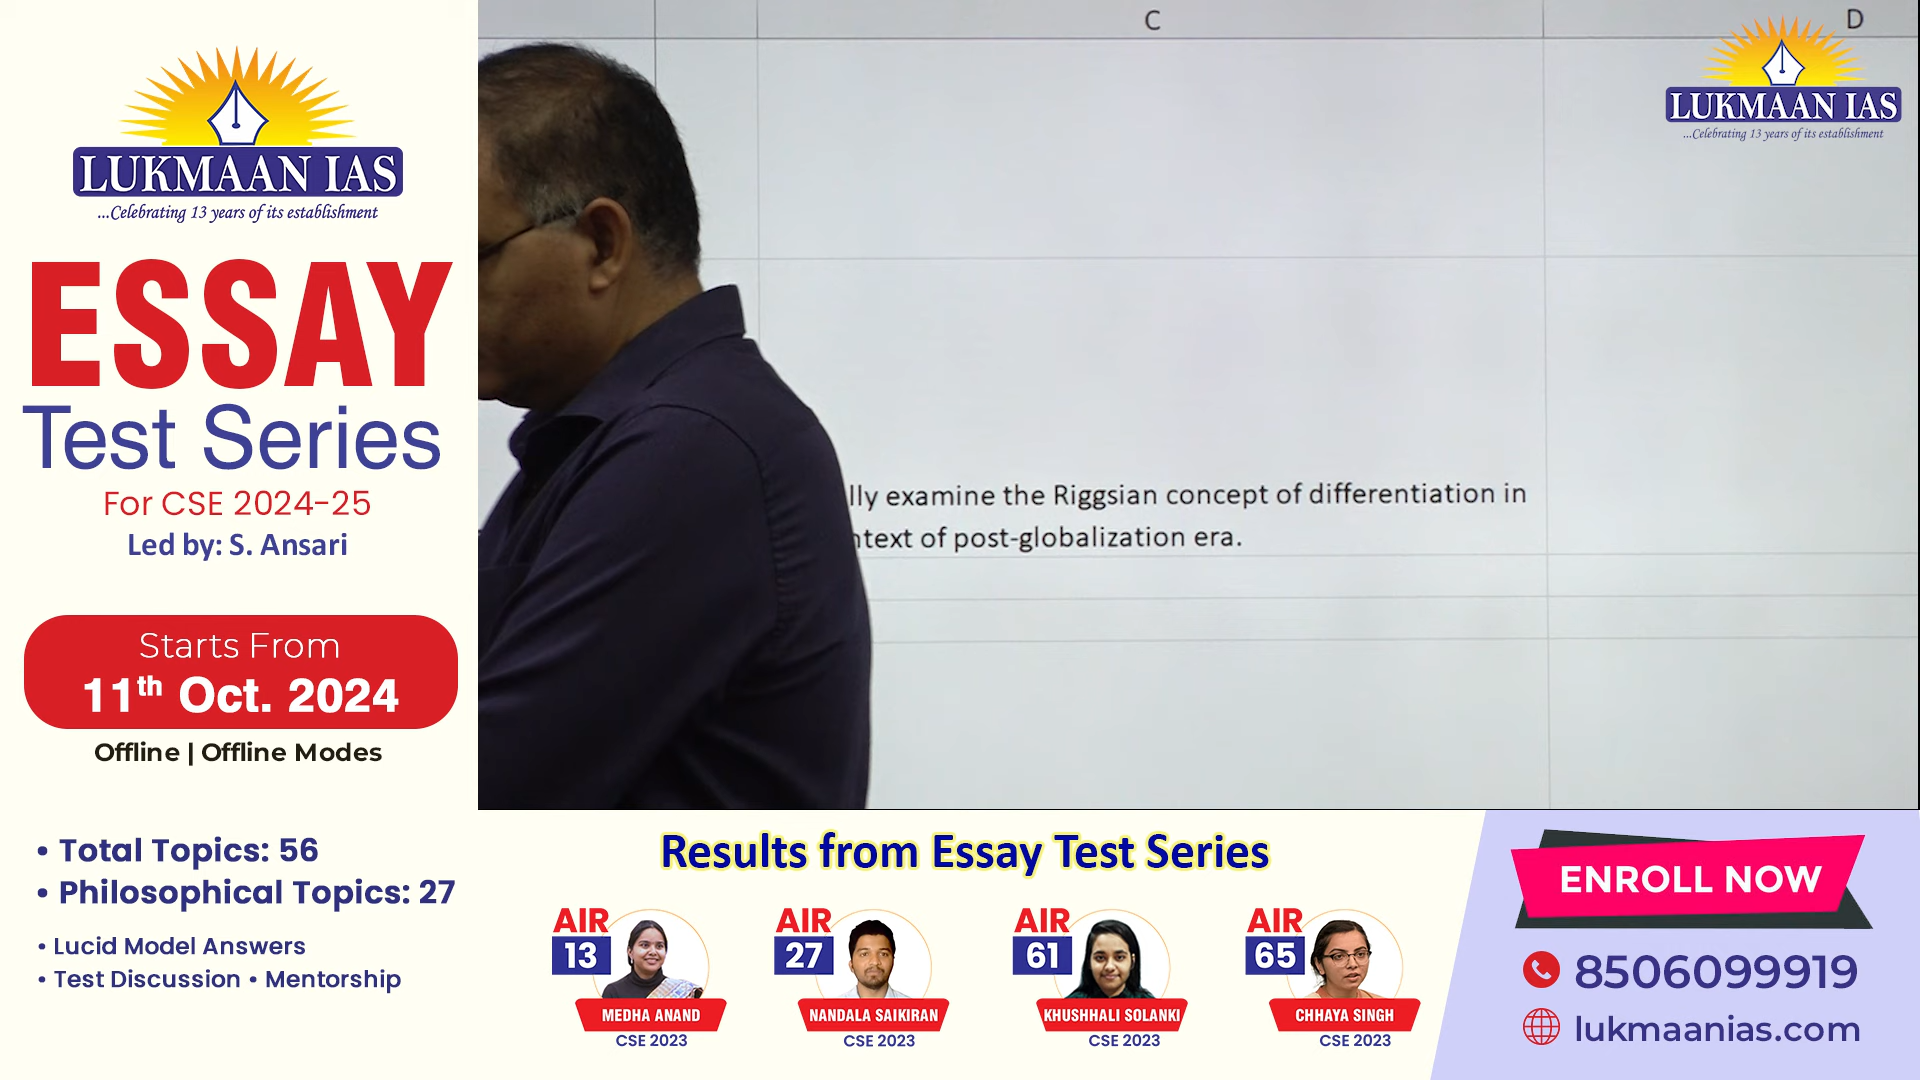 LUKMAAN IAS
...Celebrating 13 years of its establishment
ESSAY
Test Series
For CSE 2024-25
Led by: S. Ansari
Starts From
11th Oct. 2024
Offline | Offline Modes
• Total Topics: 56
• Philosophical Topics: 27
• Lucid Model Answers
• Test Discussion • Mentorship
C
D
LUKMAAN IAS
...Celebrating 13 years of its establishment
lly examine the Riggsian concept of differentiation in
ntext of post-globalization era.
Results from Essay Test Series
AIR
13
MEDHA ANAND
CSE 2023
AIR
27
NANDALA SAIKIRAN
CSE 2023
AIR
61
KHUSHHALI SOLANKI
CSE 2023
AIR
65
CHHAYA SINGH
CSE 2023
ENROLL NOW
8506099919
lukmaanias.com